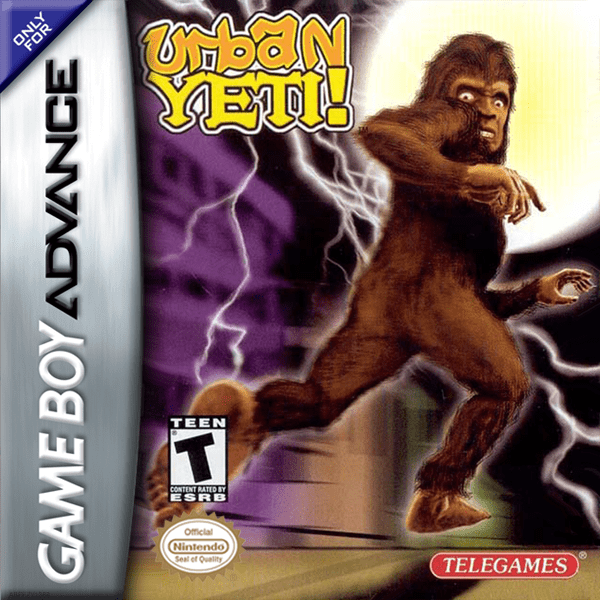 ONLY
FOR
GAME BOY ADVANCE
Urban
YETI!
TEEN
T
CONTENT RATED BY
ESRB
Official
Nintendo
Seal of Quality
TELEGAMES®